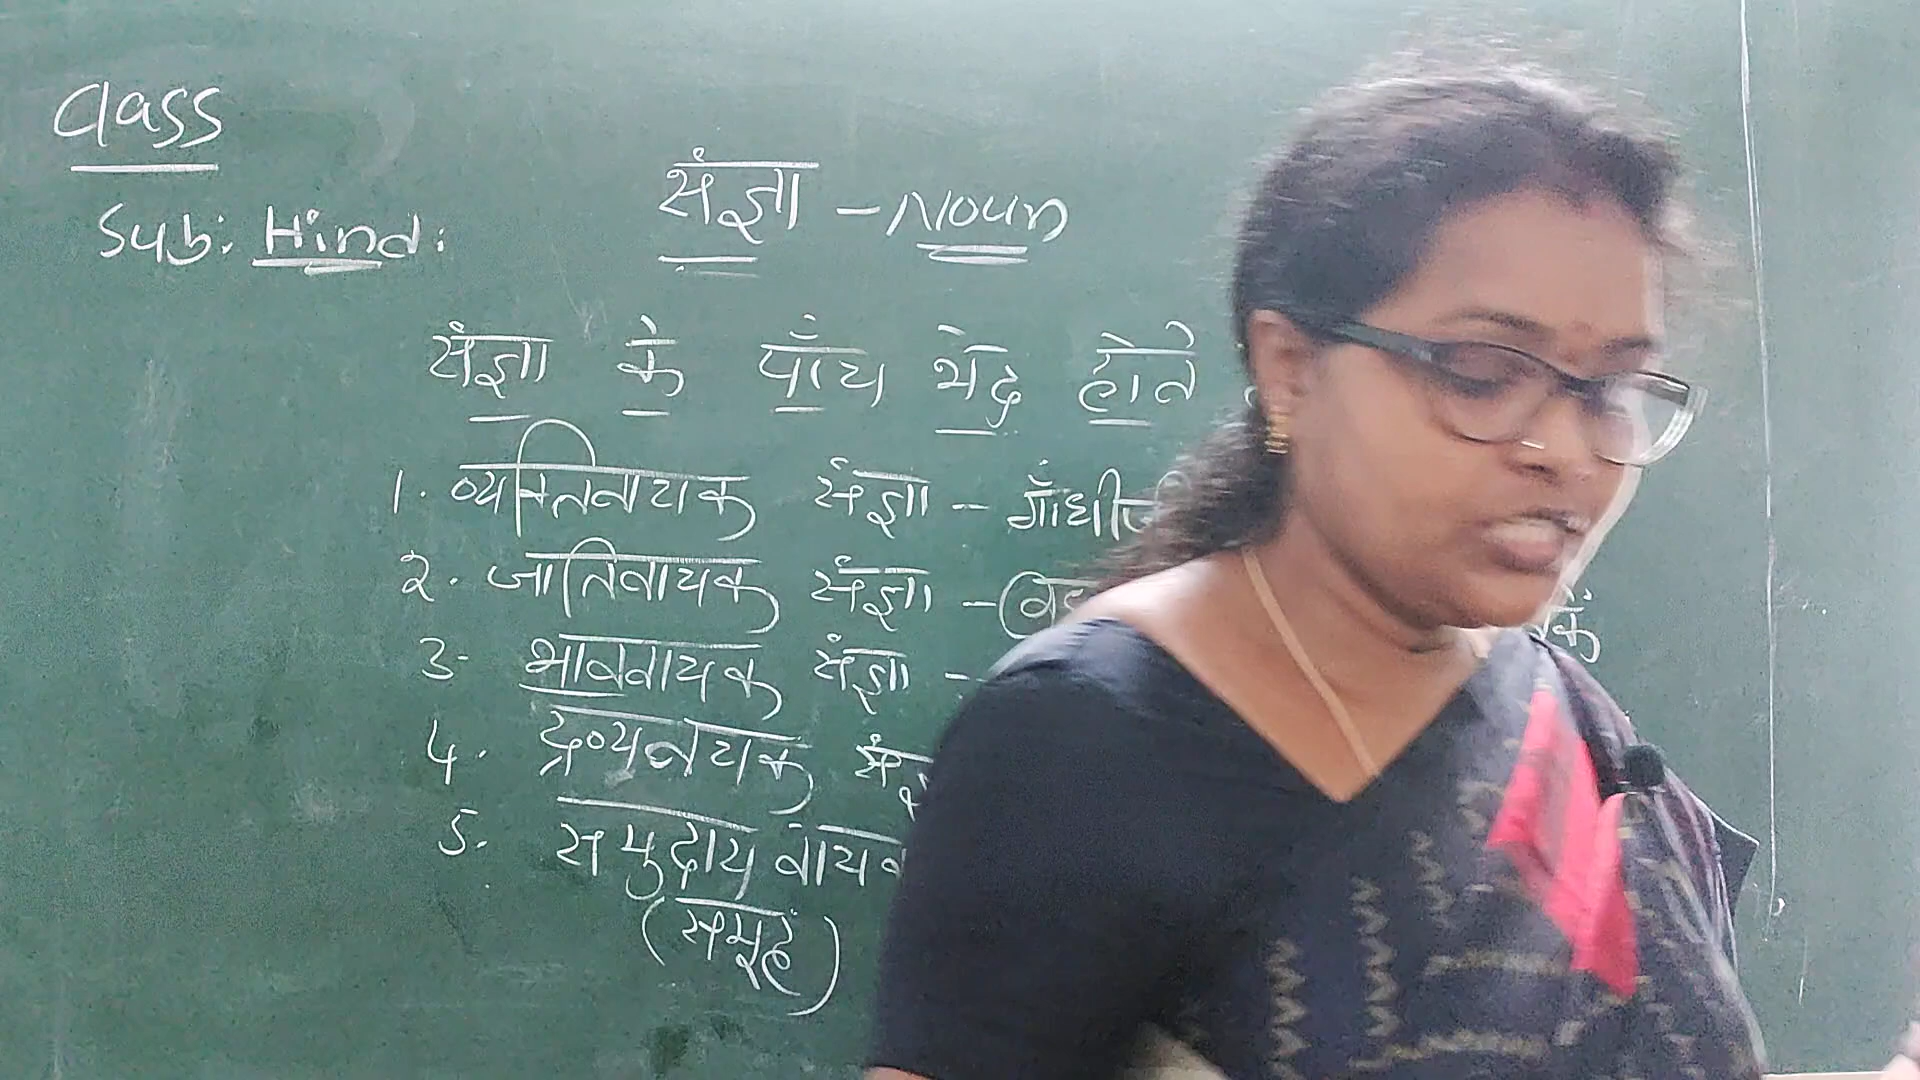 Class
Sub: Hindi
संज्ञा - Noun
संज्ञा के पाँच भेद होते
1. व्यक्तिवाचक संज्ञा - गाँधीजी
2. जातिवाचक संज्ञा -
3. भाववाचक संज्ञा -
4. द्रव्यवाचक
5. समुदाय वाचक
(समूह)